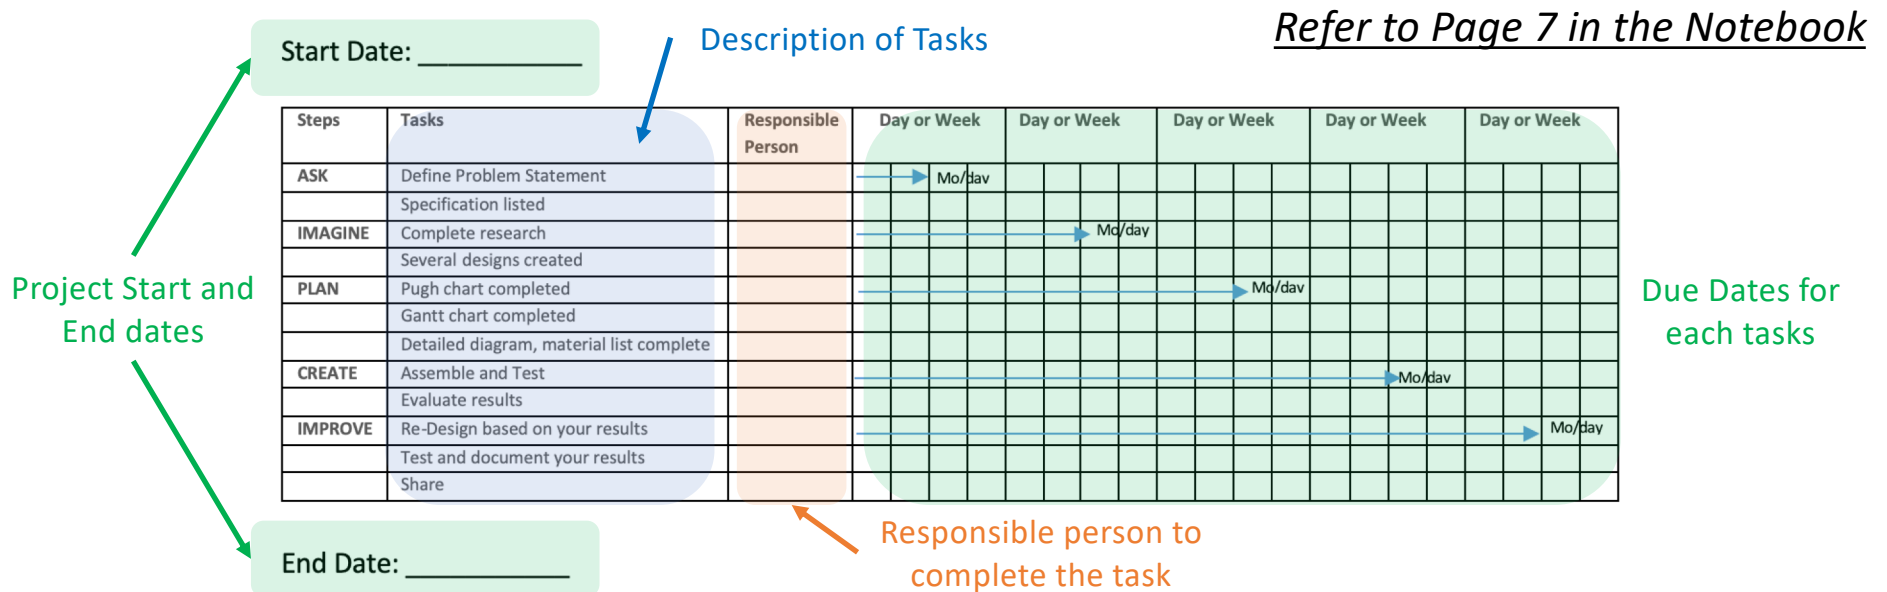 Refer to Page 7 in the Notebook
Start Date: ___________
Description of Tasks
Steps Tasks Responsible Person Day or Week Day or Week Day or Week Day or Week Day or Week
ASK Define Problem Statement Mo/day
Specification listed
IMAGINE Complete research Mo/day
Several designs created
PLAN Pugh chart completed Mo/day
Gantt chart completed
Detailed diagram, material list complete
CREATE Assemble and Test Mo/day
Evaluate results
IMPROVE Re-Design based on your results Mo/day
Test and document your results
Share
Project Start and
End dates
Due Dates for
each tasks
Responsible person to
complete the task
End Date: ___________